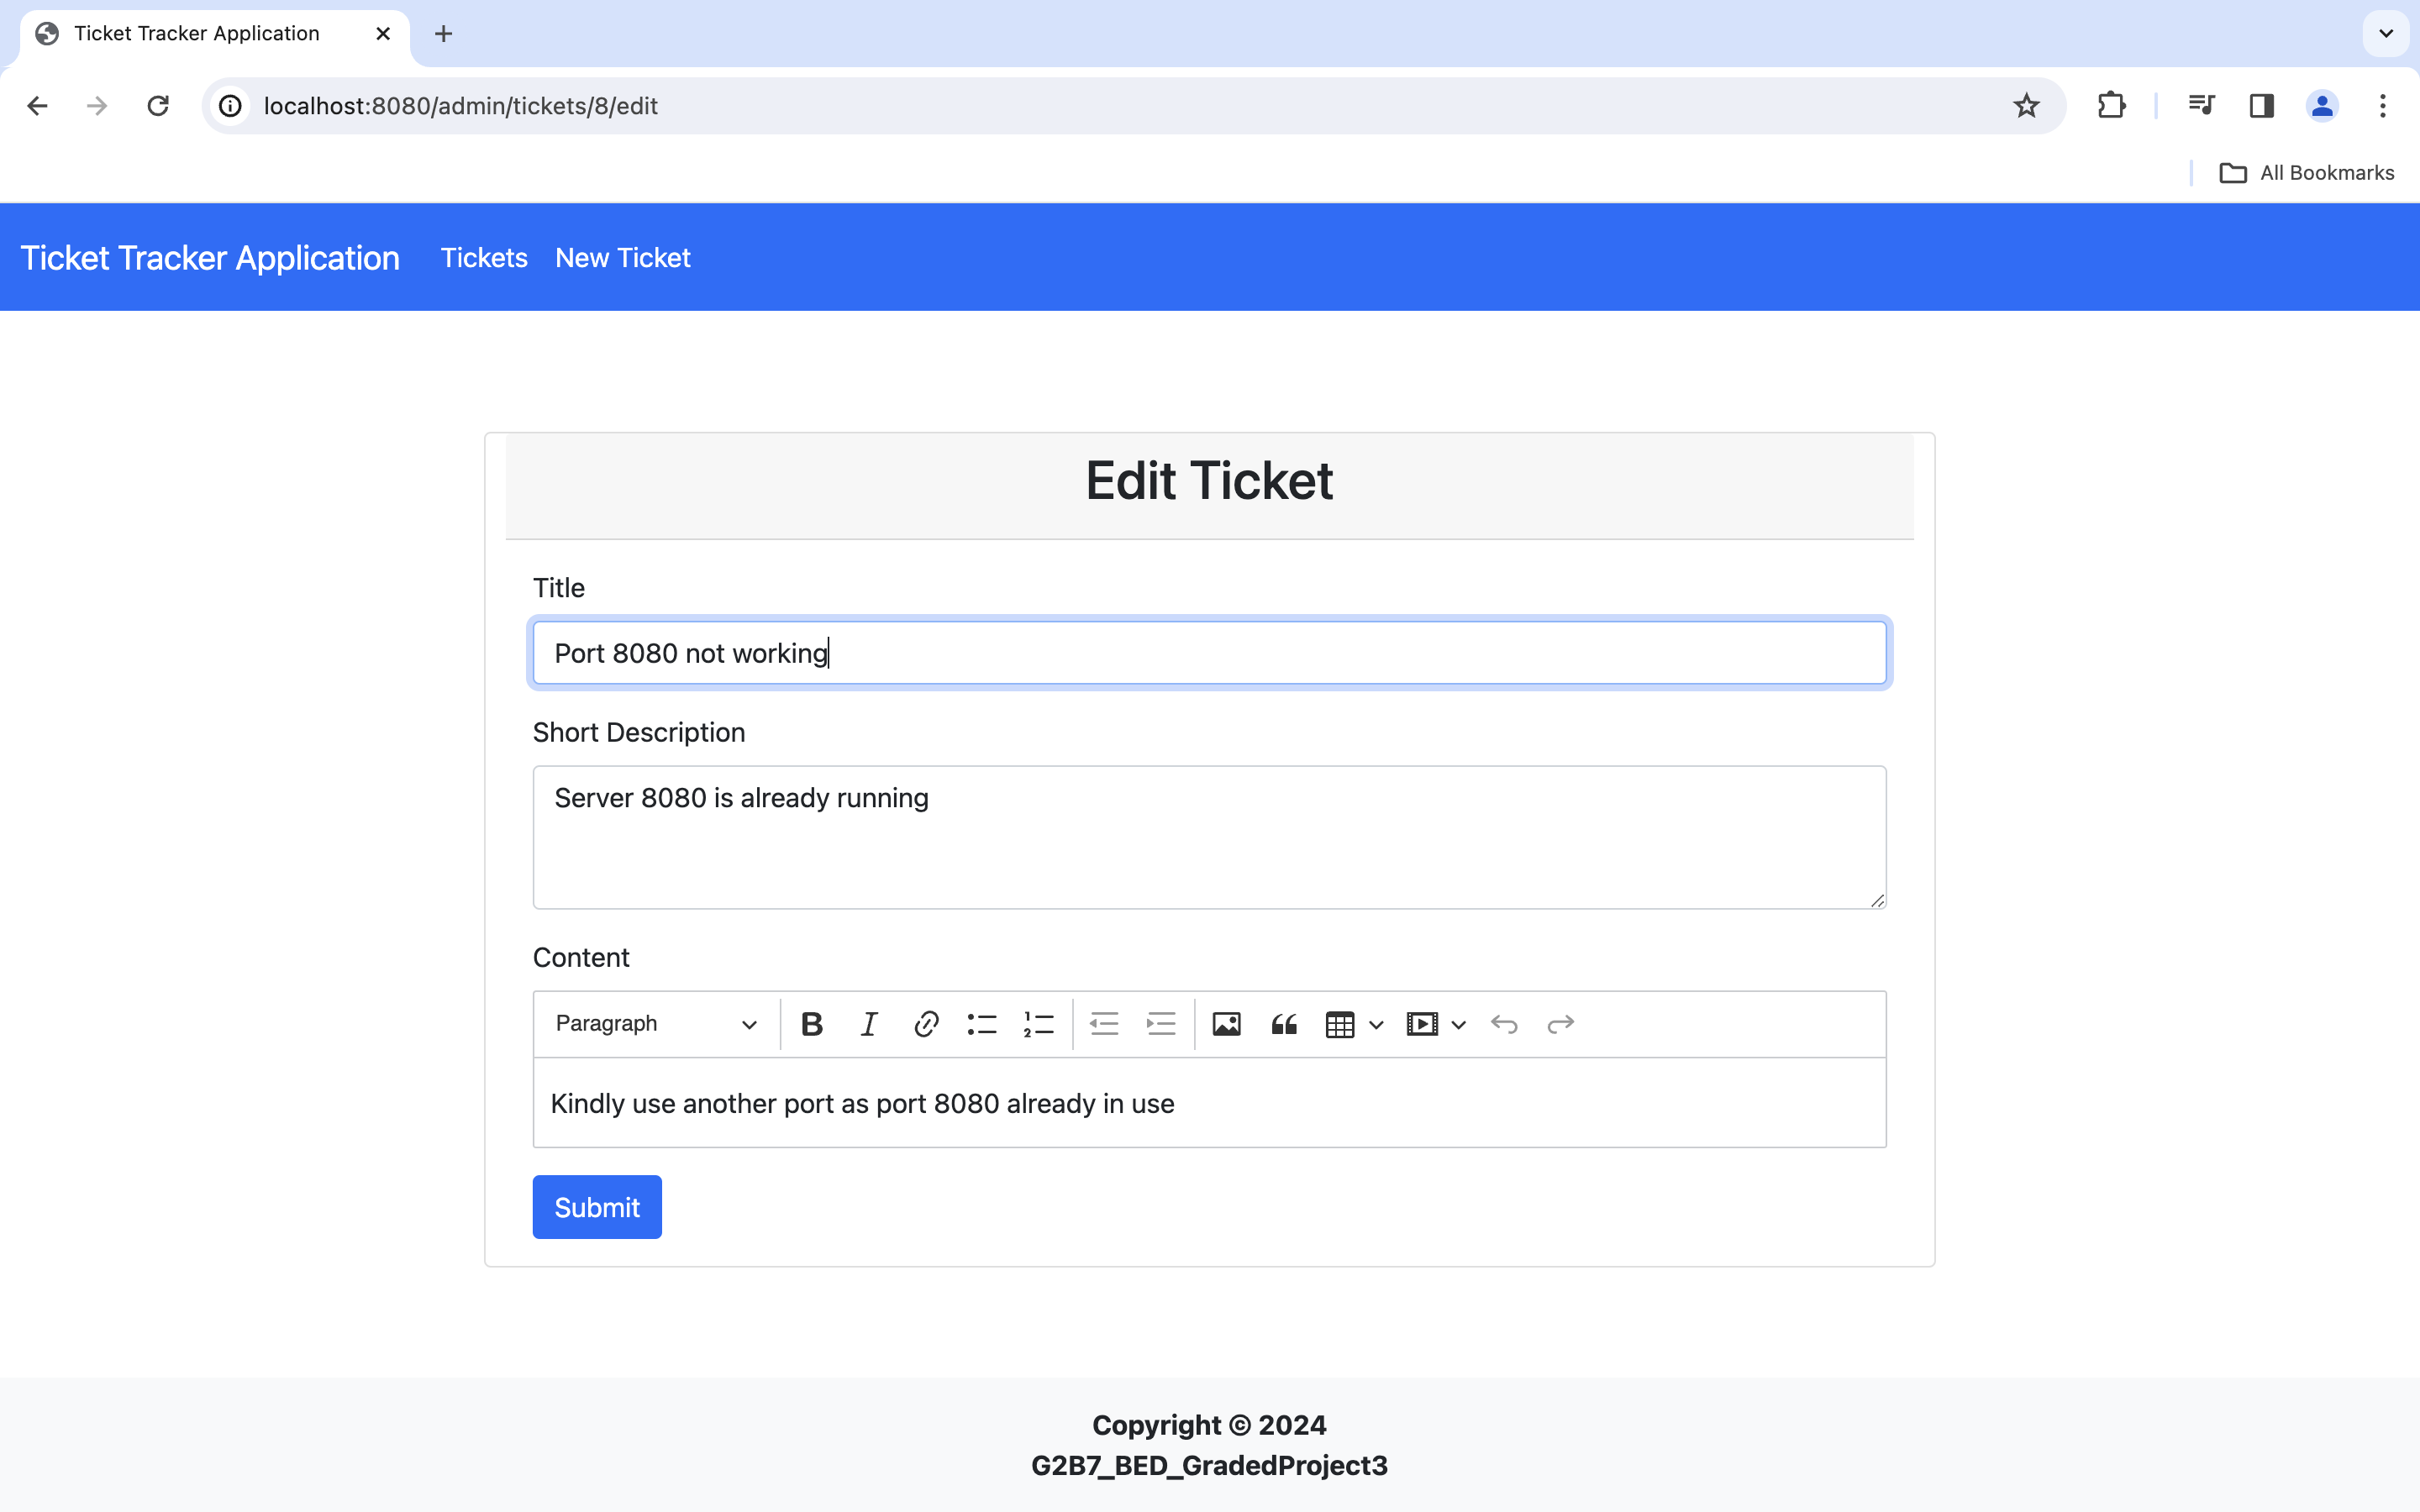 Ticket Tracker Application
localhost:8080/admin/tickets/8/edit
All Bookmarks
Ticket Tracker Application Tickets New Ticket
Edit Ticket
Title
Port 8080 not working
Short Description
Server 8080 is already running
Content
Paragraph
Kindly use another port as port 8080 already in use
Submit
Copyright © 2024
G2B7_BED_GradedProject3